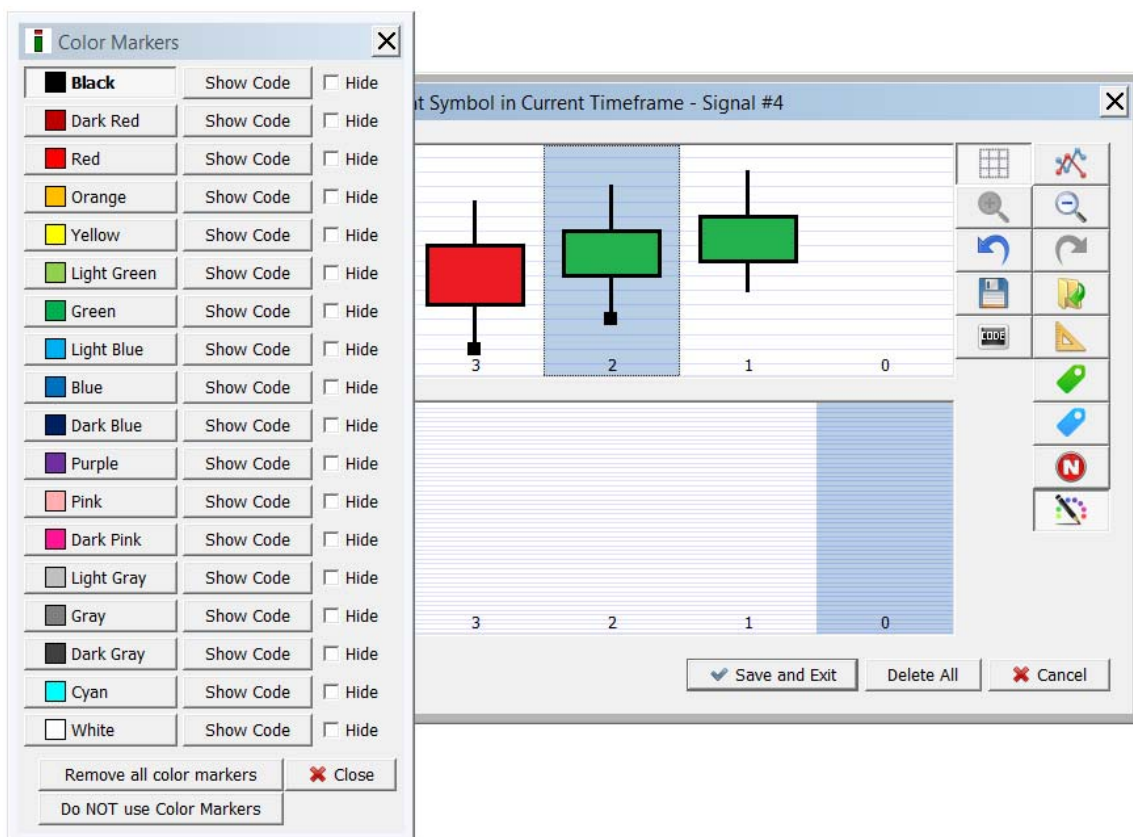 Color Markers
Black Show Code Hide
Dark Red Show Code Hide
Red Show Code Hide
Orange Show Code Hide
Yellow Show Code Hide
Light Green Show Code Hide
Green Show Code Hide
Light Blue Show Code Hide
Blue Show Code Hide
Dark Blue Show Code Hide
Purple Show Code Hide
Pink Show Code Hide
Dark Pink Show Code Hide
Light Gray Show Code Hide
Gray Show Code Hide
Dark Gray Show Code Hide
Cyan Show Code Hide
White Show Code Hide
Remove all color markers Close
Do NOT use Color Markers
Symbol in Current Timeframe - Signal #4
3 2 1 0
CODE
N
3 2 1 0
Save and Exit Delete All Cancel